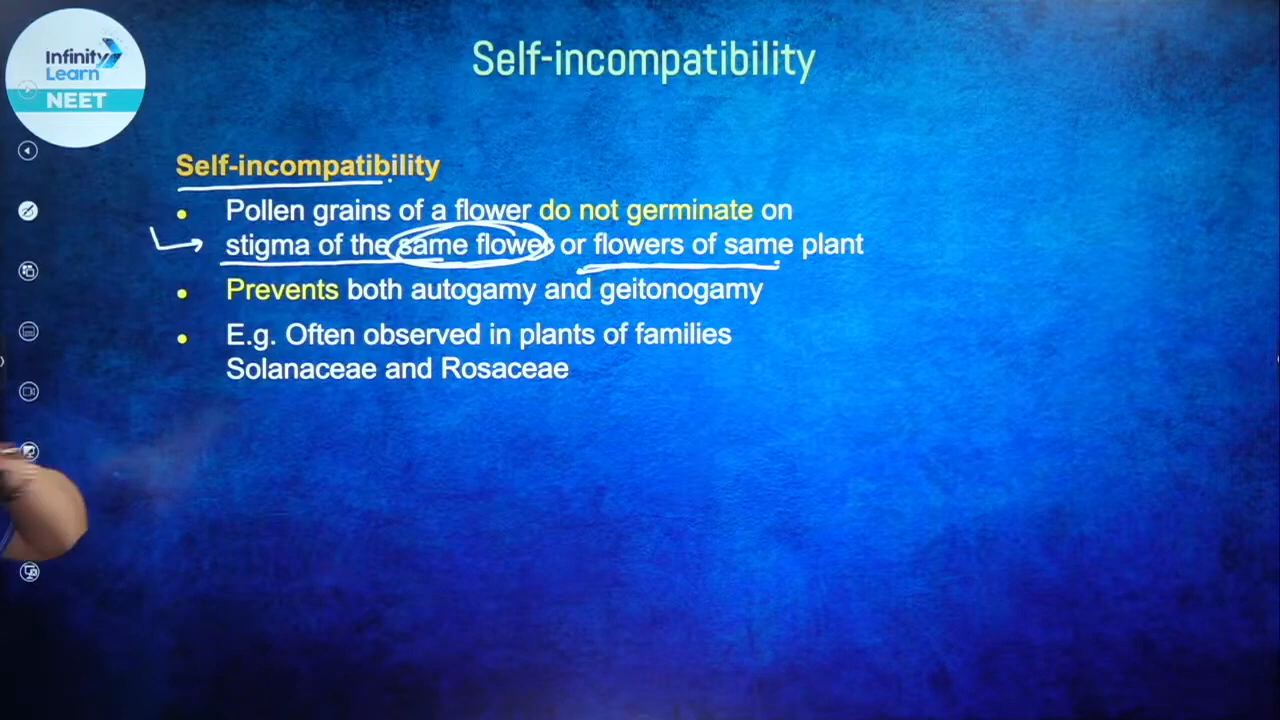 Infinity
Learn
NEET
Self-incompatibility
Self-incompatibility
Pollen grains of a flower do not germinate on
stigma of the same flower or flowers of same plant
Prevents both autogamy and geitonogamy
E.g. Often observed in plants of families
Solanaceae and Rosaceae